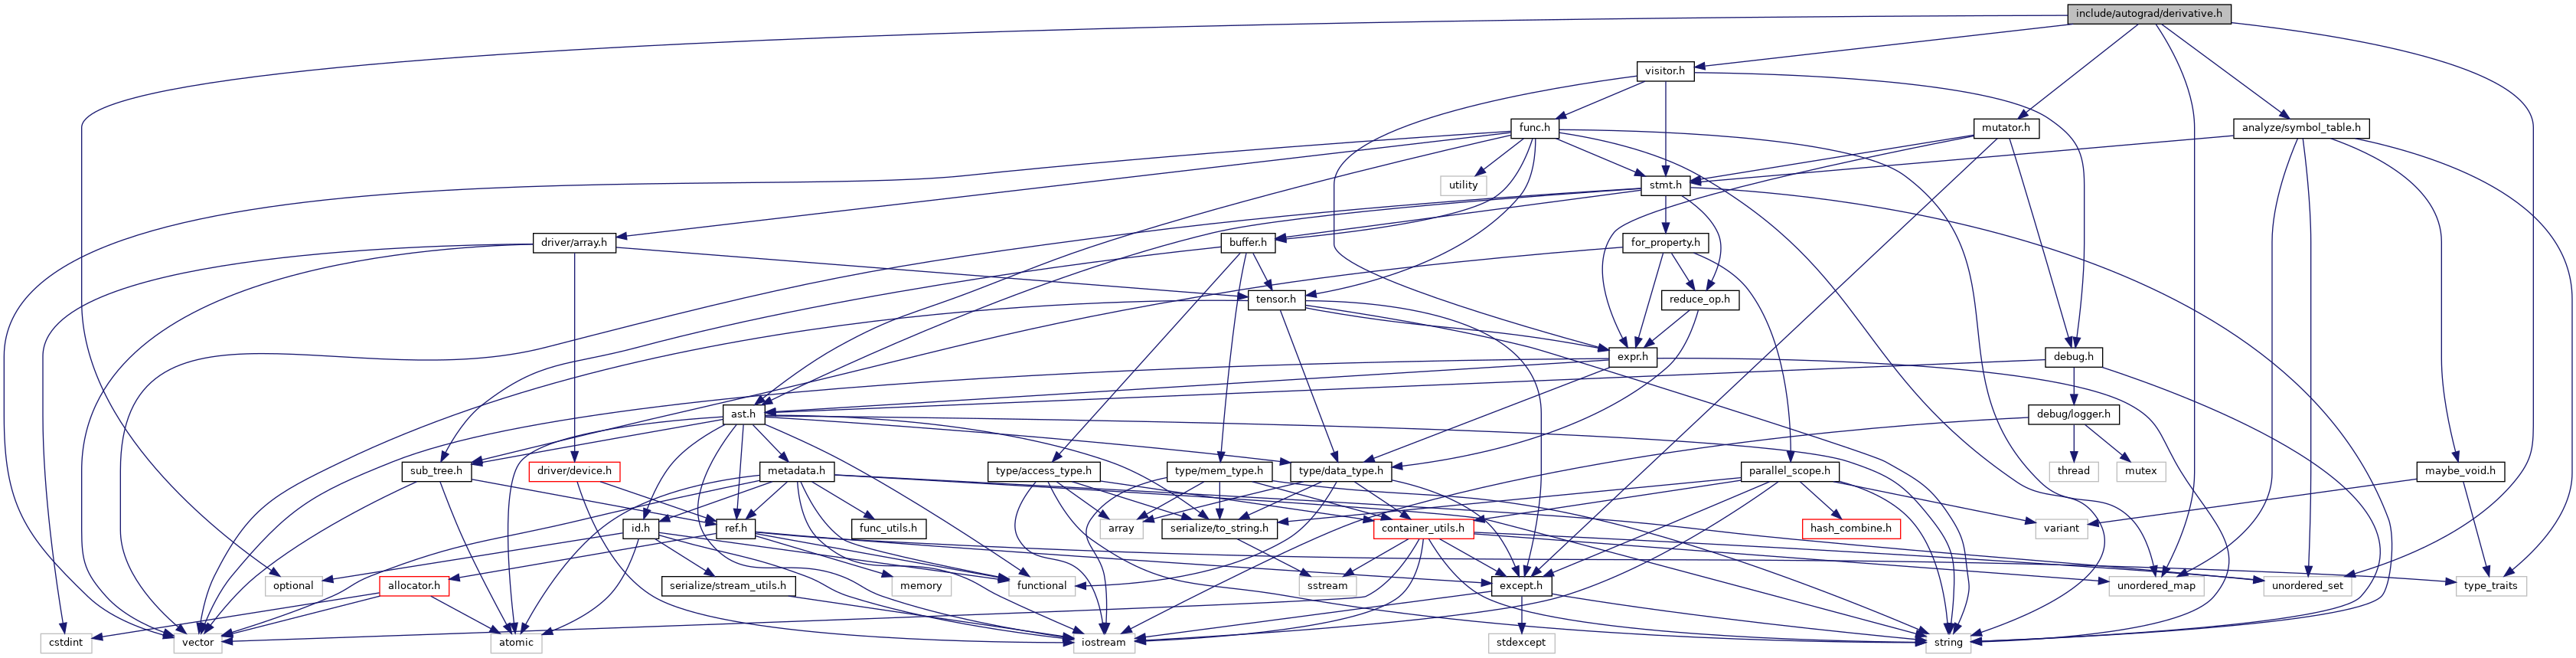 include/autograd/derivative.h
visitor.h
func.h
mutator.h
analyze/symbol_table.h
utility
stmt.h
driver/array.h
buffer.h
for_property.h
tensor.h
reduce_op.h
expr.h
debug.h
ast.h
debug/logger.h
sub_tree.h
driver/device.h
metadata.h
type/access_type.h
type/mem_type.h
type/data_type.h
parallel_scope.h
thread
mutex
maybe_void.h
id.h
ref.h
func_utils.h
array
serialize/to_string.h
container_utils.h
hash_combine.h
variant
optional
allocator.h
serialize/stream_utils.h
memory
functional
sstream
except.h
unordered_map
unordered_set
type_traits
cstdint
vector
atomic
iostream
stdexcept
string